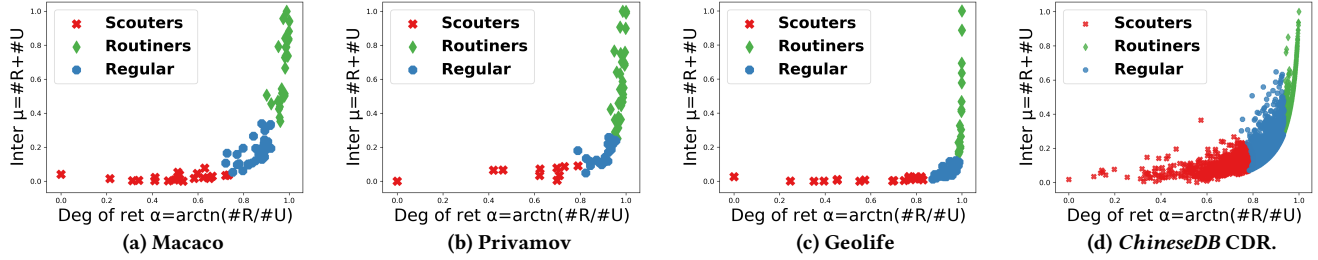 Scouters
Routiners
Regular
Inter μ=#R+#U
1.0
0.8
0.6
0.4
0.2
0.0
0.0 0.2 0.4 0.6 0.8 1.0
Deg of ret α=arctn(#R/#U)
(a) Macaco
Scouters
Routiners
Regular
Inter μ=#R+#U
1.0
0.8
0.6
0.4
0.2
0.0
0.0 0.2 0.4 0.6 0.8 1.0
Deg of ret α=arctn(#R/#U)
(b) Privamov
Scouters
Routiners
Regular
Inter μ=#R+#U
1.0
0.8
0.6
0.4
0.2
0.0
0.0 0.2 0.4 0.6 0.8 1.0
Deg of ret α=arctn(#R/#U)
(c) Geolife
Scouters
Routiners
Regular
Inter μ=#R+#U
1.0
0.8
0.6
0.4
0.2
0.0
0.0 0.2 0.4 0.6 0.8 1.0
Deg of ret α=arctn(#R/#U)
(d) ChineseDB CDR.